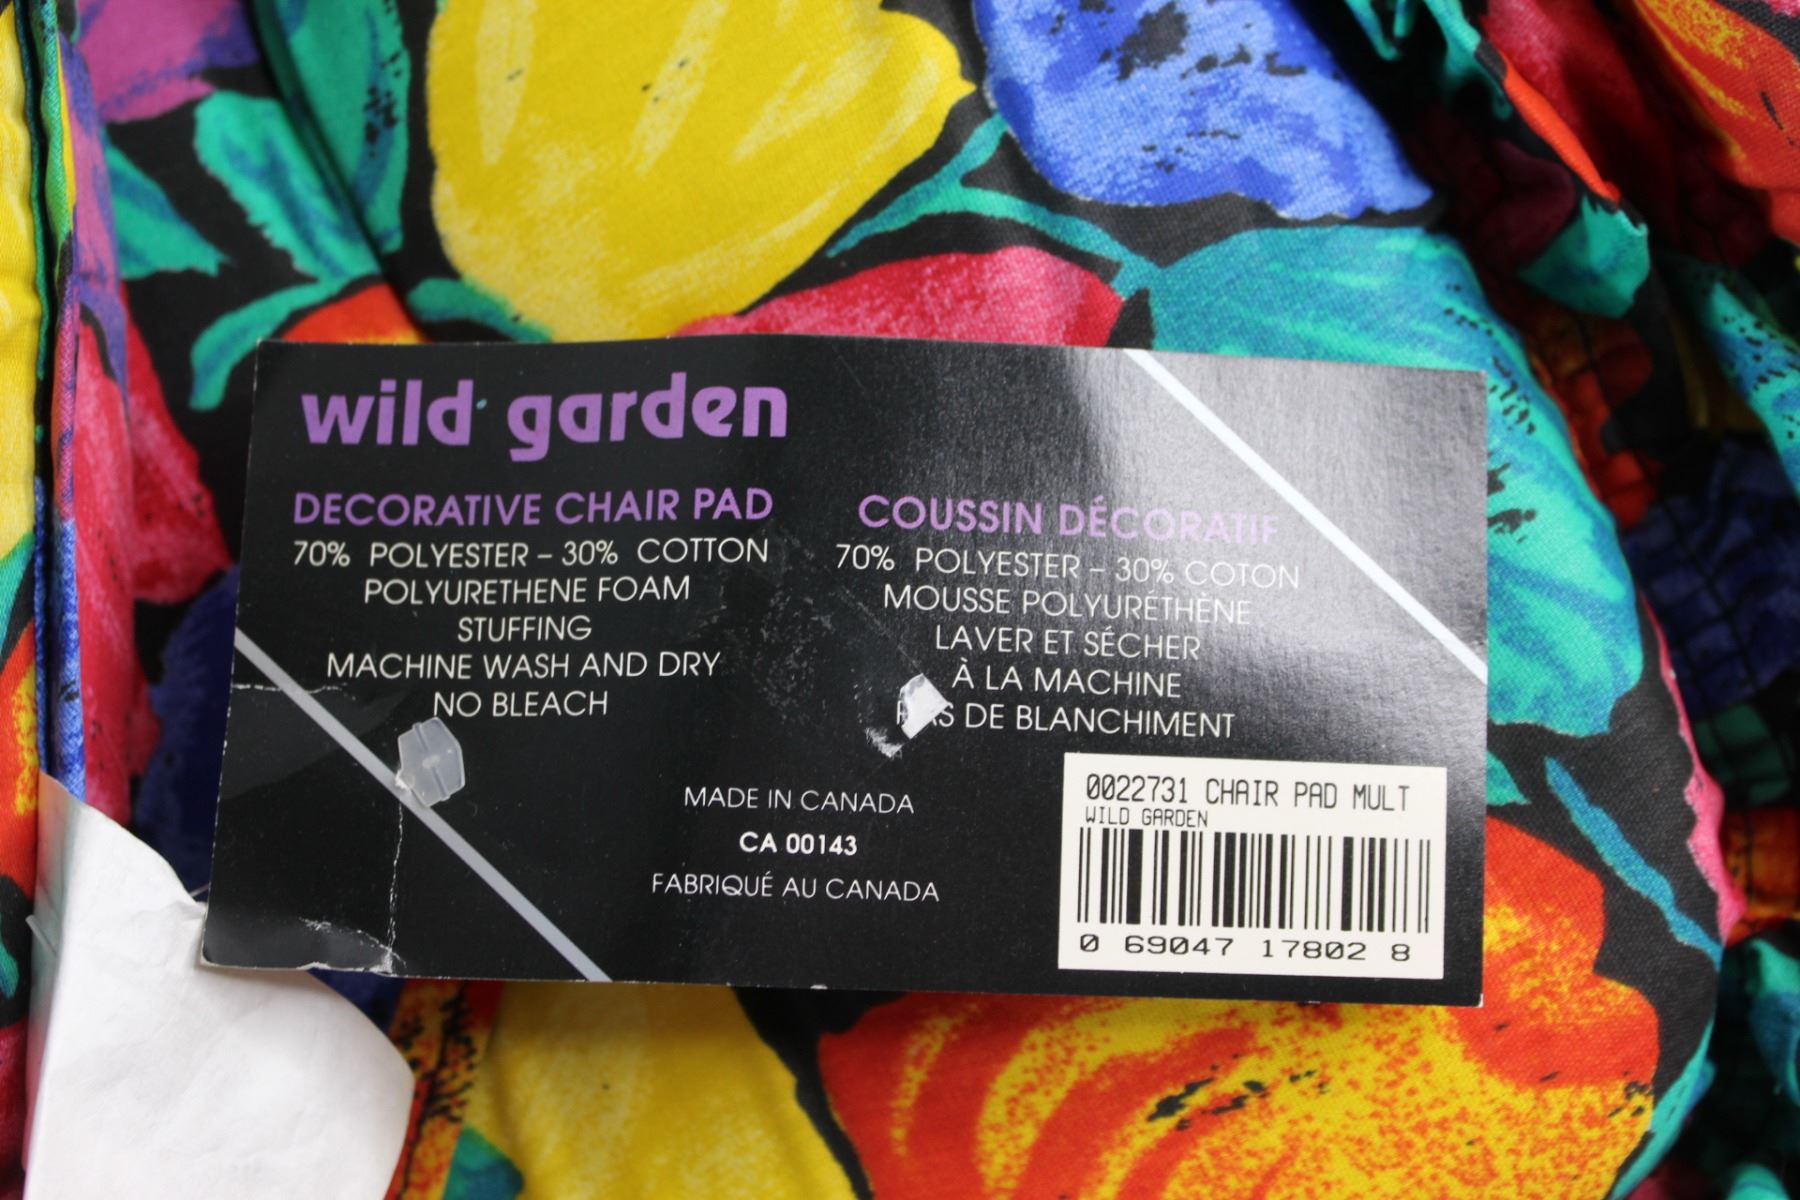 wild garden
DECORATIVE CHAIR PAD
70% POLYESTER – 30% COTTON
POLYURETHENE FOAM
STUFFING
MACHINE WASH AND DRY
NO BLEACH
COUSSIN DÉCORATIF
70% POLYESTER – 30% COTON
MOUSSE POLYURÉTHÈNE
LAVER ET SÉCHER
À LA MACHINE
PAS DE BLANCHIMENT
MADE IN CANADA
CA 00143
FABRIQUÉ AU CANADA
0022731 CHAIR PAD MULT
WILD GARDEN
0 69047 17802 8